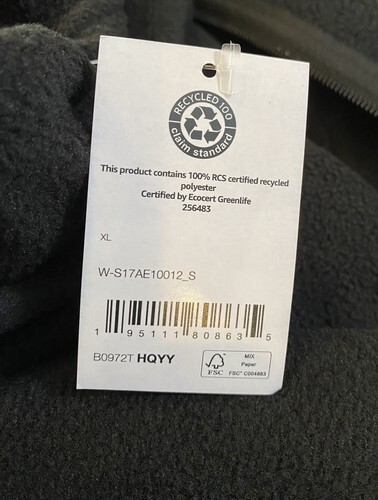 RECYCLED 100
claim standard
This product contains 100% RCS certified recycled
polyester
Certified by Ecocert Greenlife
256483
XL
W-S17AE10012_S
1 95111 80863 5
B0972T HQYY
FSC
MIX
Paper
FSC® C004883